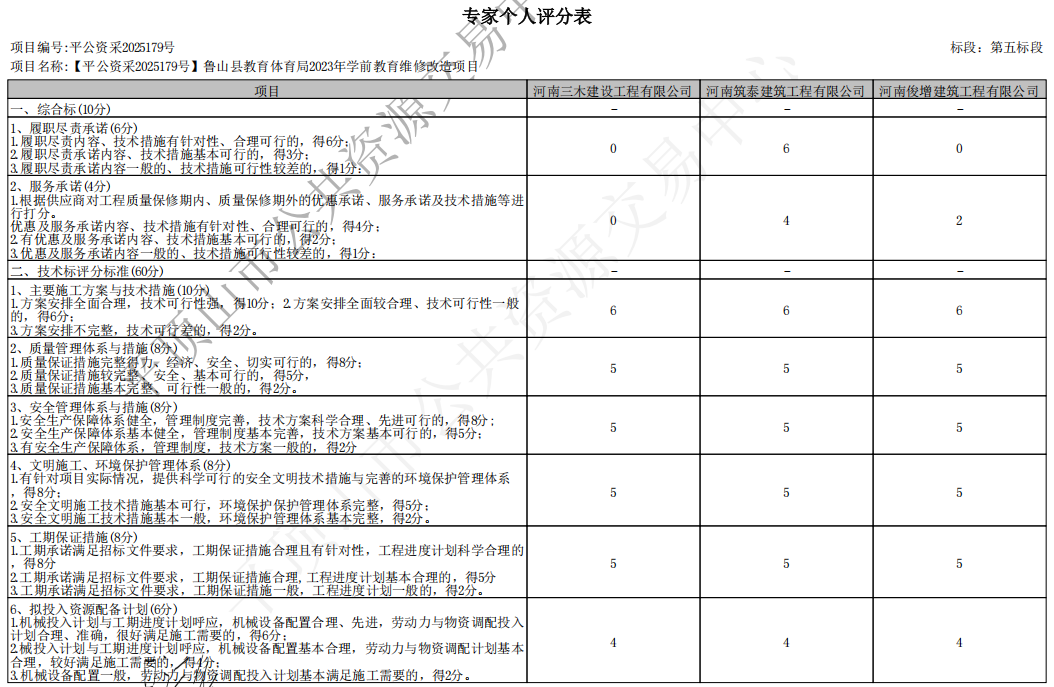 专家个人评分表
项目编号:平公资采2025179号
标段：第五标段
项目名称:【平公资采2025179号】鲁山县教育体育局2023年学前教育维修改造项目
项目 河南三木建设工程有限公司 河南筑泰建筑工程有限公司 河南俊增建筑工程有限公司
一、综合标(10分) – – –
1、履职尽责承诺(6分)
1.履职尽责内容、技术措施有针对性、合理可行的，得6分；
2.履职尽责承诺内容、技术措施基本可行的，得3分；
3.履职尽责承诺内容一般的、技术措施可行性较差的，得1分；
0 6 0
2、服务承诺(4分)
1.根据供应商对工程质量保修期内、质量保修期外的优惠承诺、服务承诺及技术措施等进
行打分。
优惠及服务承诺内容、技术措施有针对性、合理可行的，得4分；
2.有优惠及服务承诺内容、技术措施基本可行的，得2分；
3.优惠及服务承诺内容一般的、技术措施可行性较差的，得1分；
0 4 2
二、技术标评分标准(60分) – – –
1、主要施工方案与技术措施(10分)
1.方案安排全面合理，技术可行性强，得10分；2.方案安排全面较合理、技术可行性一般
的，得6分；
3.方案安排不完整，技术可行差的，得2分。
6 6 6
2、质量管理体系与措施(8分)
1.质量保证措施完整得力、经济、安全、切实可行的，得8分；
2.质量保证措施较完整、安全、基本可行的，得5分，
3.质量保证措施基本完整、可行性一般的，得2分。
5 5 5
3、安全管理体系与措施(8分)
1.安全生产保障体系健全，管理制度完善，技术方案科学合理、先进可行的，得8分；
2.安全生产保障体系基本健全，管理制度基本完善，技术方案基本可行的，得5分；
3.有安全生产保障体系，管理制度，技术方案一般的，得2分
5 5 5
4、文明施工、环境保护管理体系(8分)
1.有针对项目实际情况，提供科学可行的安全文明技术措施与完善的环境保护管理体系
，得8分；
2.安全文明施工技术措施基本可行，环境保护保护管理体系完整，得5分；
3.安全文明施工技术措施基本一般，环境保护管理体系基本完整，得2分。
5 5 5
5、工期保证措施(8分)
1.工期承诺满足招标文件要求，工期保证措施合理且有针对性，工程进度计划科学合理的
，得8分
2.工期承诺满足招标文件要求，工期保证措施合理,工程进度计划基本合理的，得5分
3.工期承诺满足招标文件要求，工期保证措施一般，工程进度计划一般的，得2分。
5 5 5
6、拟投入资源配备计划(6分)
1.机械投入计划与工期进度计划呼应，机械设备配置合理、先进，劳动力与物资调配投入
计划合理、准确，很好满足施工需要的，得6分；
2.械投入计划与工期进度计划呼应，机械设备配置基本合理，劳动力与物资调配计划基本
合理，较好满足施工需要的，得4分；
3.机械设备配置一般，劳动力与物资调配投入计划基本满足施工需要的，得2分。
4 4 4
平顶山市公共资源交易中心
平顶山市公共资源交易中心